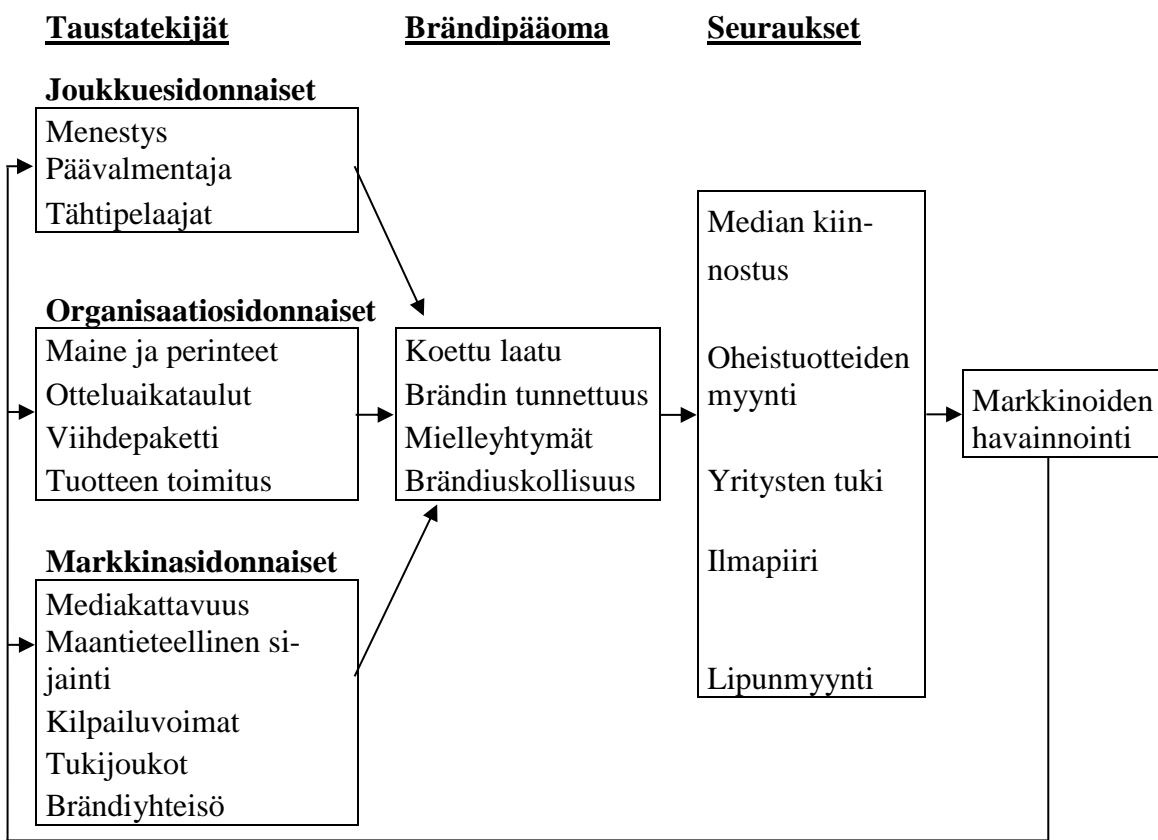 Taustatekijät
Brändipääoma
Seuraukset
Joukkuesidonnaiset
Menestys
Päävalmentaja
Tähtipelaajat
Organisaatiosidonnaiset
Maine ja perinteet
Otteluaikataulut
Viihdepaketti
Tuotteen toimitus
Markkinasidonnaiset
Mediakattavuus
Maantieteellinen si-
jainti
Kilpailuvoimat
Tukijoukot
Brändiyhteisö
Koettu laatu
Brändin tunnettuus
Mielleyhtymät
Brändiuskollisuus
Median kiin-
nostus
Oheistuotteiden
myynti
Yritysten tuki
Ilmapiiri
Lipunmyynti
Markkinoiden
havainnointi